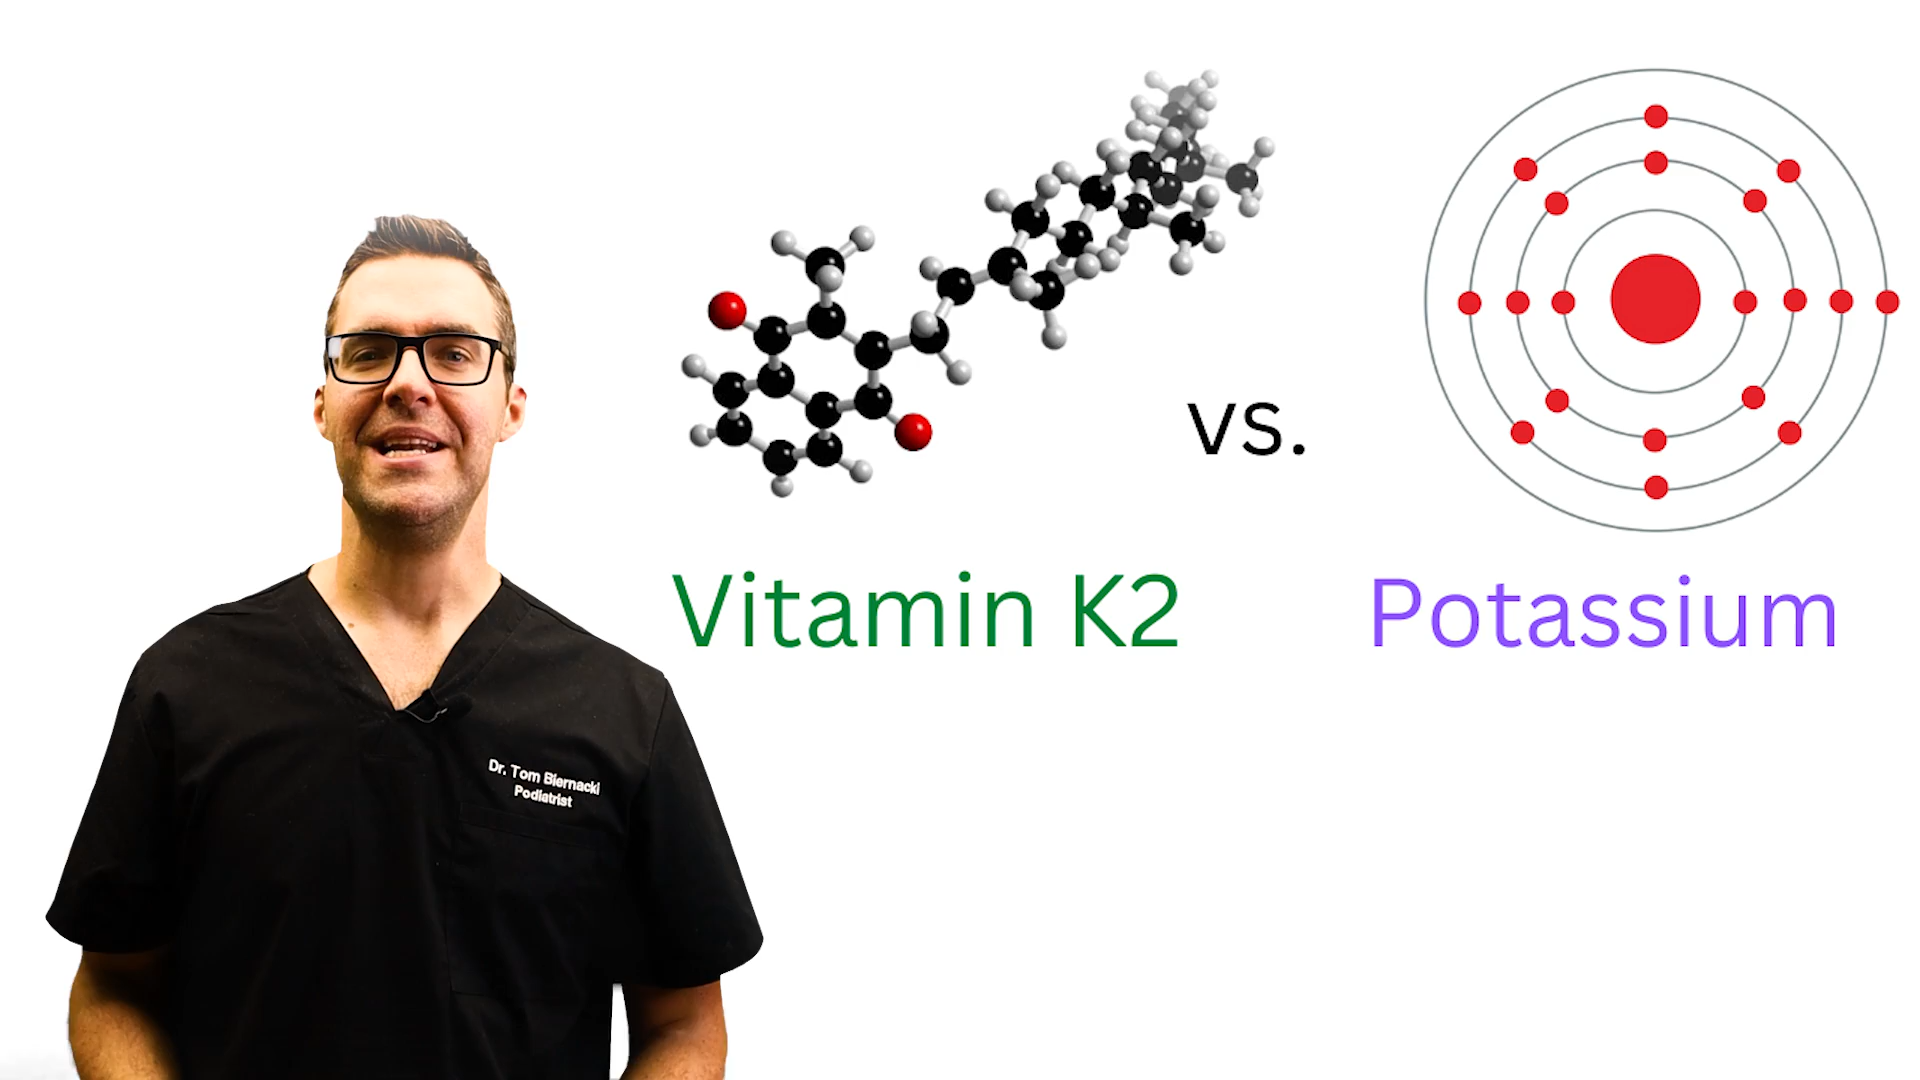 vs.
Vitamin K2
Potassium
Dr. Tom Biernacki
Podiatrist